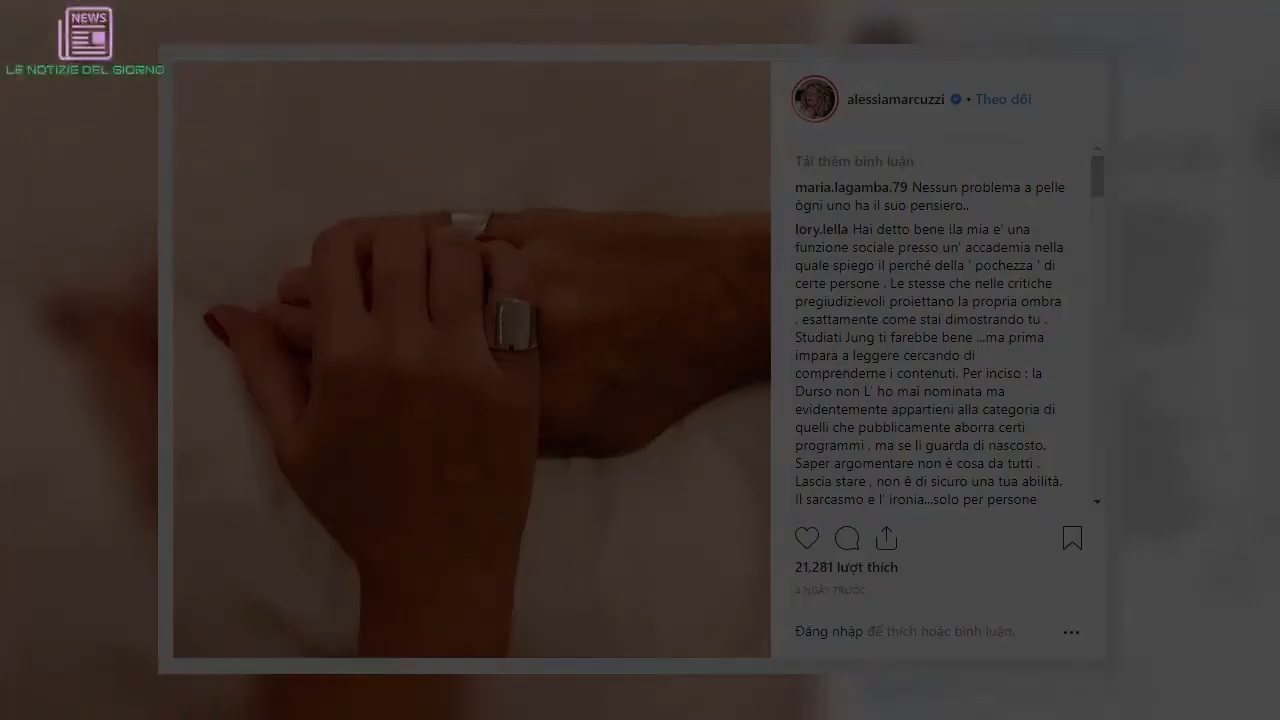 NEWS
LE NOTIZIE DEL GIORNO
alessiamarcuzzi • Theo dõi
Tải thêm bình luận
maria.lagamba.79 Nessun problema a pelle
ògni uno ha il suo pensiero..
lory.lella Hai detto bene !la mia e' una
funzione sociale presso un' accademia nella
quale spiego il perché della ' pochezza ' di
certe persone . Le stesse che nelle critiche
pregiudizievoli proiettano la propria ombra
, esattamente come stai dimostrando tu .
Studiati Jung ti farebbe bene ...ma prima
impara a leggere cercando di
comprenderne i contenuti. Per inciso : la
Durso non L' ho mai nominata ma
evidentemente appartieni alla categoria di
quelli che pubblicamente aborra certi
programmi , ma se li guarda di nascosto.
Saper argomentare non è cosa da tutti .
Lascia stare , non è di sicuro una tua abilità.
Il sarcasmo e l' ironia...solo per persone
21,281 lượt thích
4 NGÀY TRƯỚC
Đăng nhập để thích hoặc bình luận.